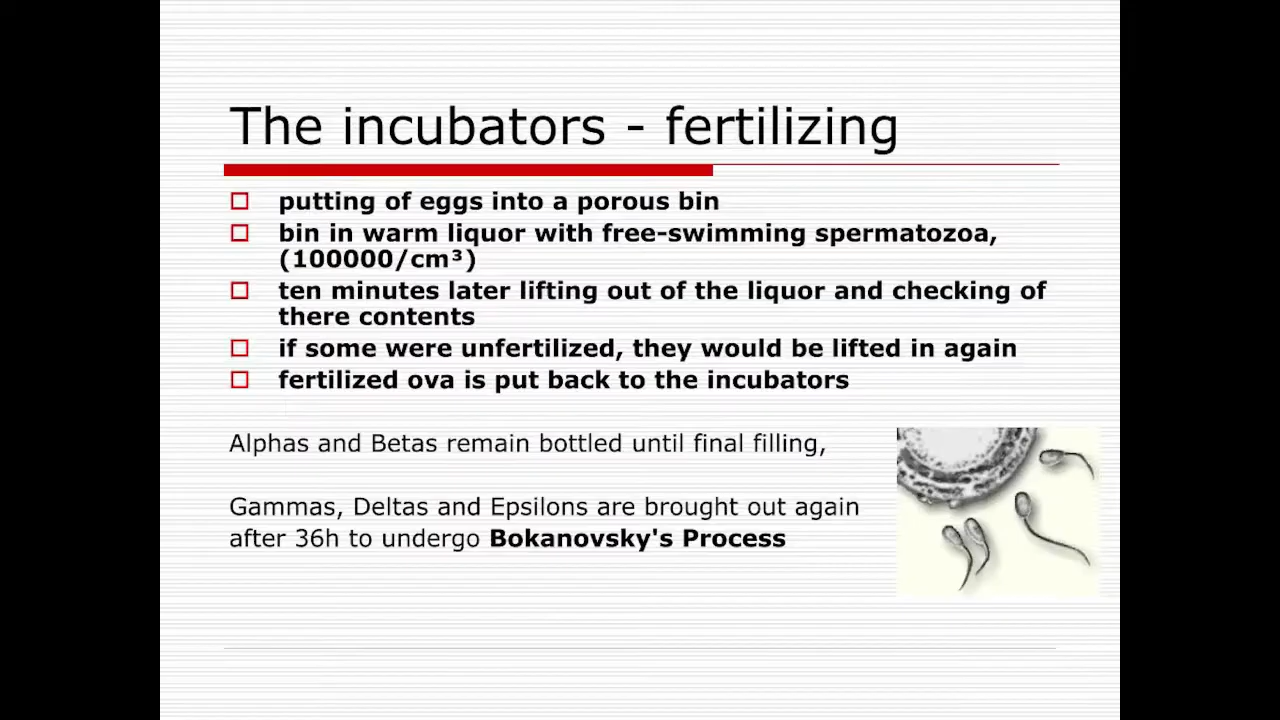 The incubators - fertilizing
putting of eggs into a porous bin
bin in warm liquor with free-swimming spermatozoa,
(100000/cm³)
ten minutes later lifting out of the liquor and checking of
there contents
if some were unfertilized, they would be lifted in again
fertilized ova is put back to the incubators
Alphas and Betas remain bottled until final filling,
Gammas, Deltas and Epsilons are brought out again
after 36h to undergo Bokanovsky's Process